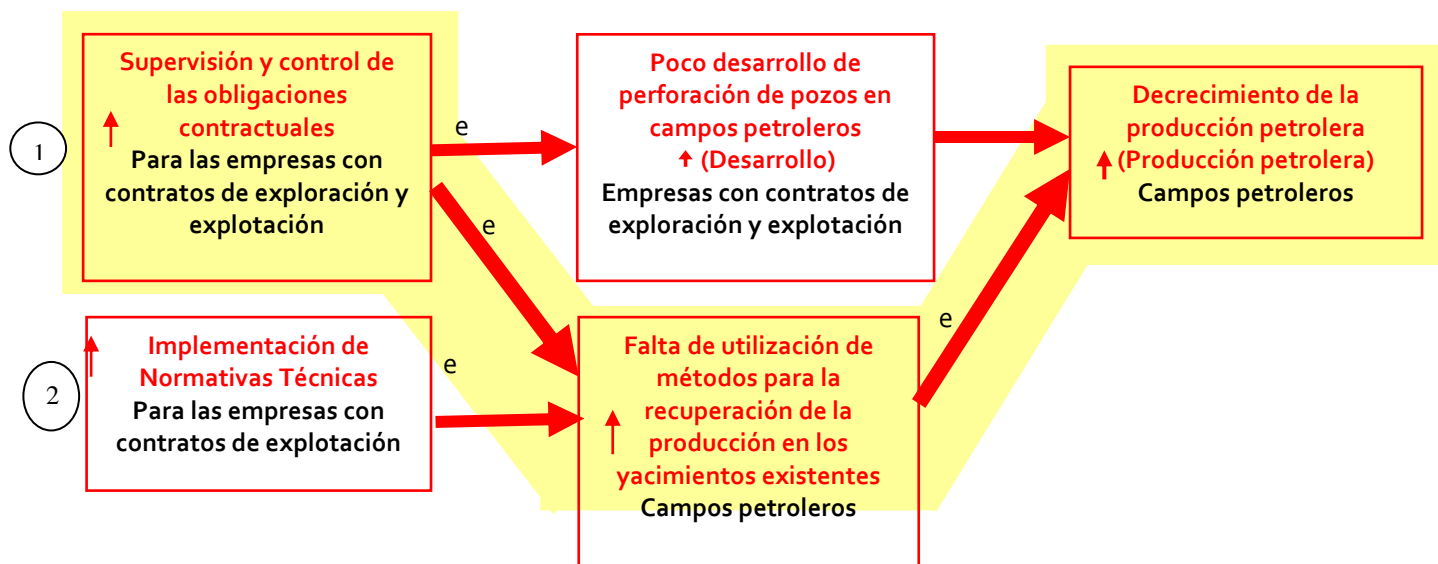 1
Supervisión y control de
las obligaciones
contractuales
Para las empresas con
contratos de exploración y
explotación
e
e
Poco desarrollo de
perforación de pozos en
campos petroleros
(Desarrollo)
Empresas con contratos de
exploración y explotación
Decrecimiento de la
producción petrolera
(Producción petrolera)
Campos petroleros
2
Implementación de
Normativas Técnicas
Para las empresas con
contratos de explotación
e
Falta de utilización de
métodos para la
recuperación de la
producción en los
yacimientos existentes
Campos petroleros
e